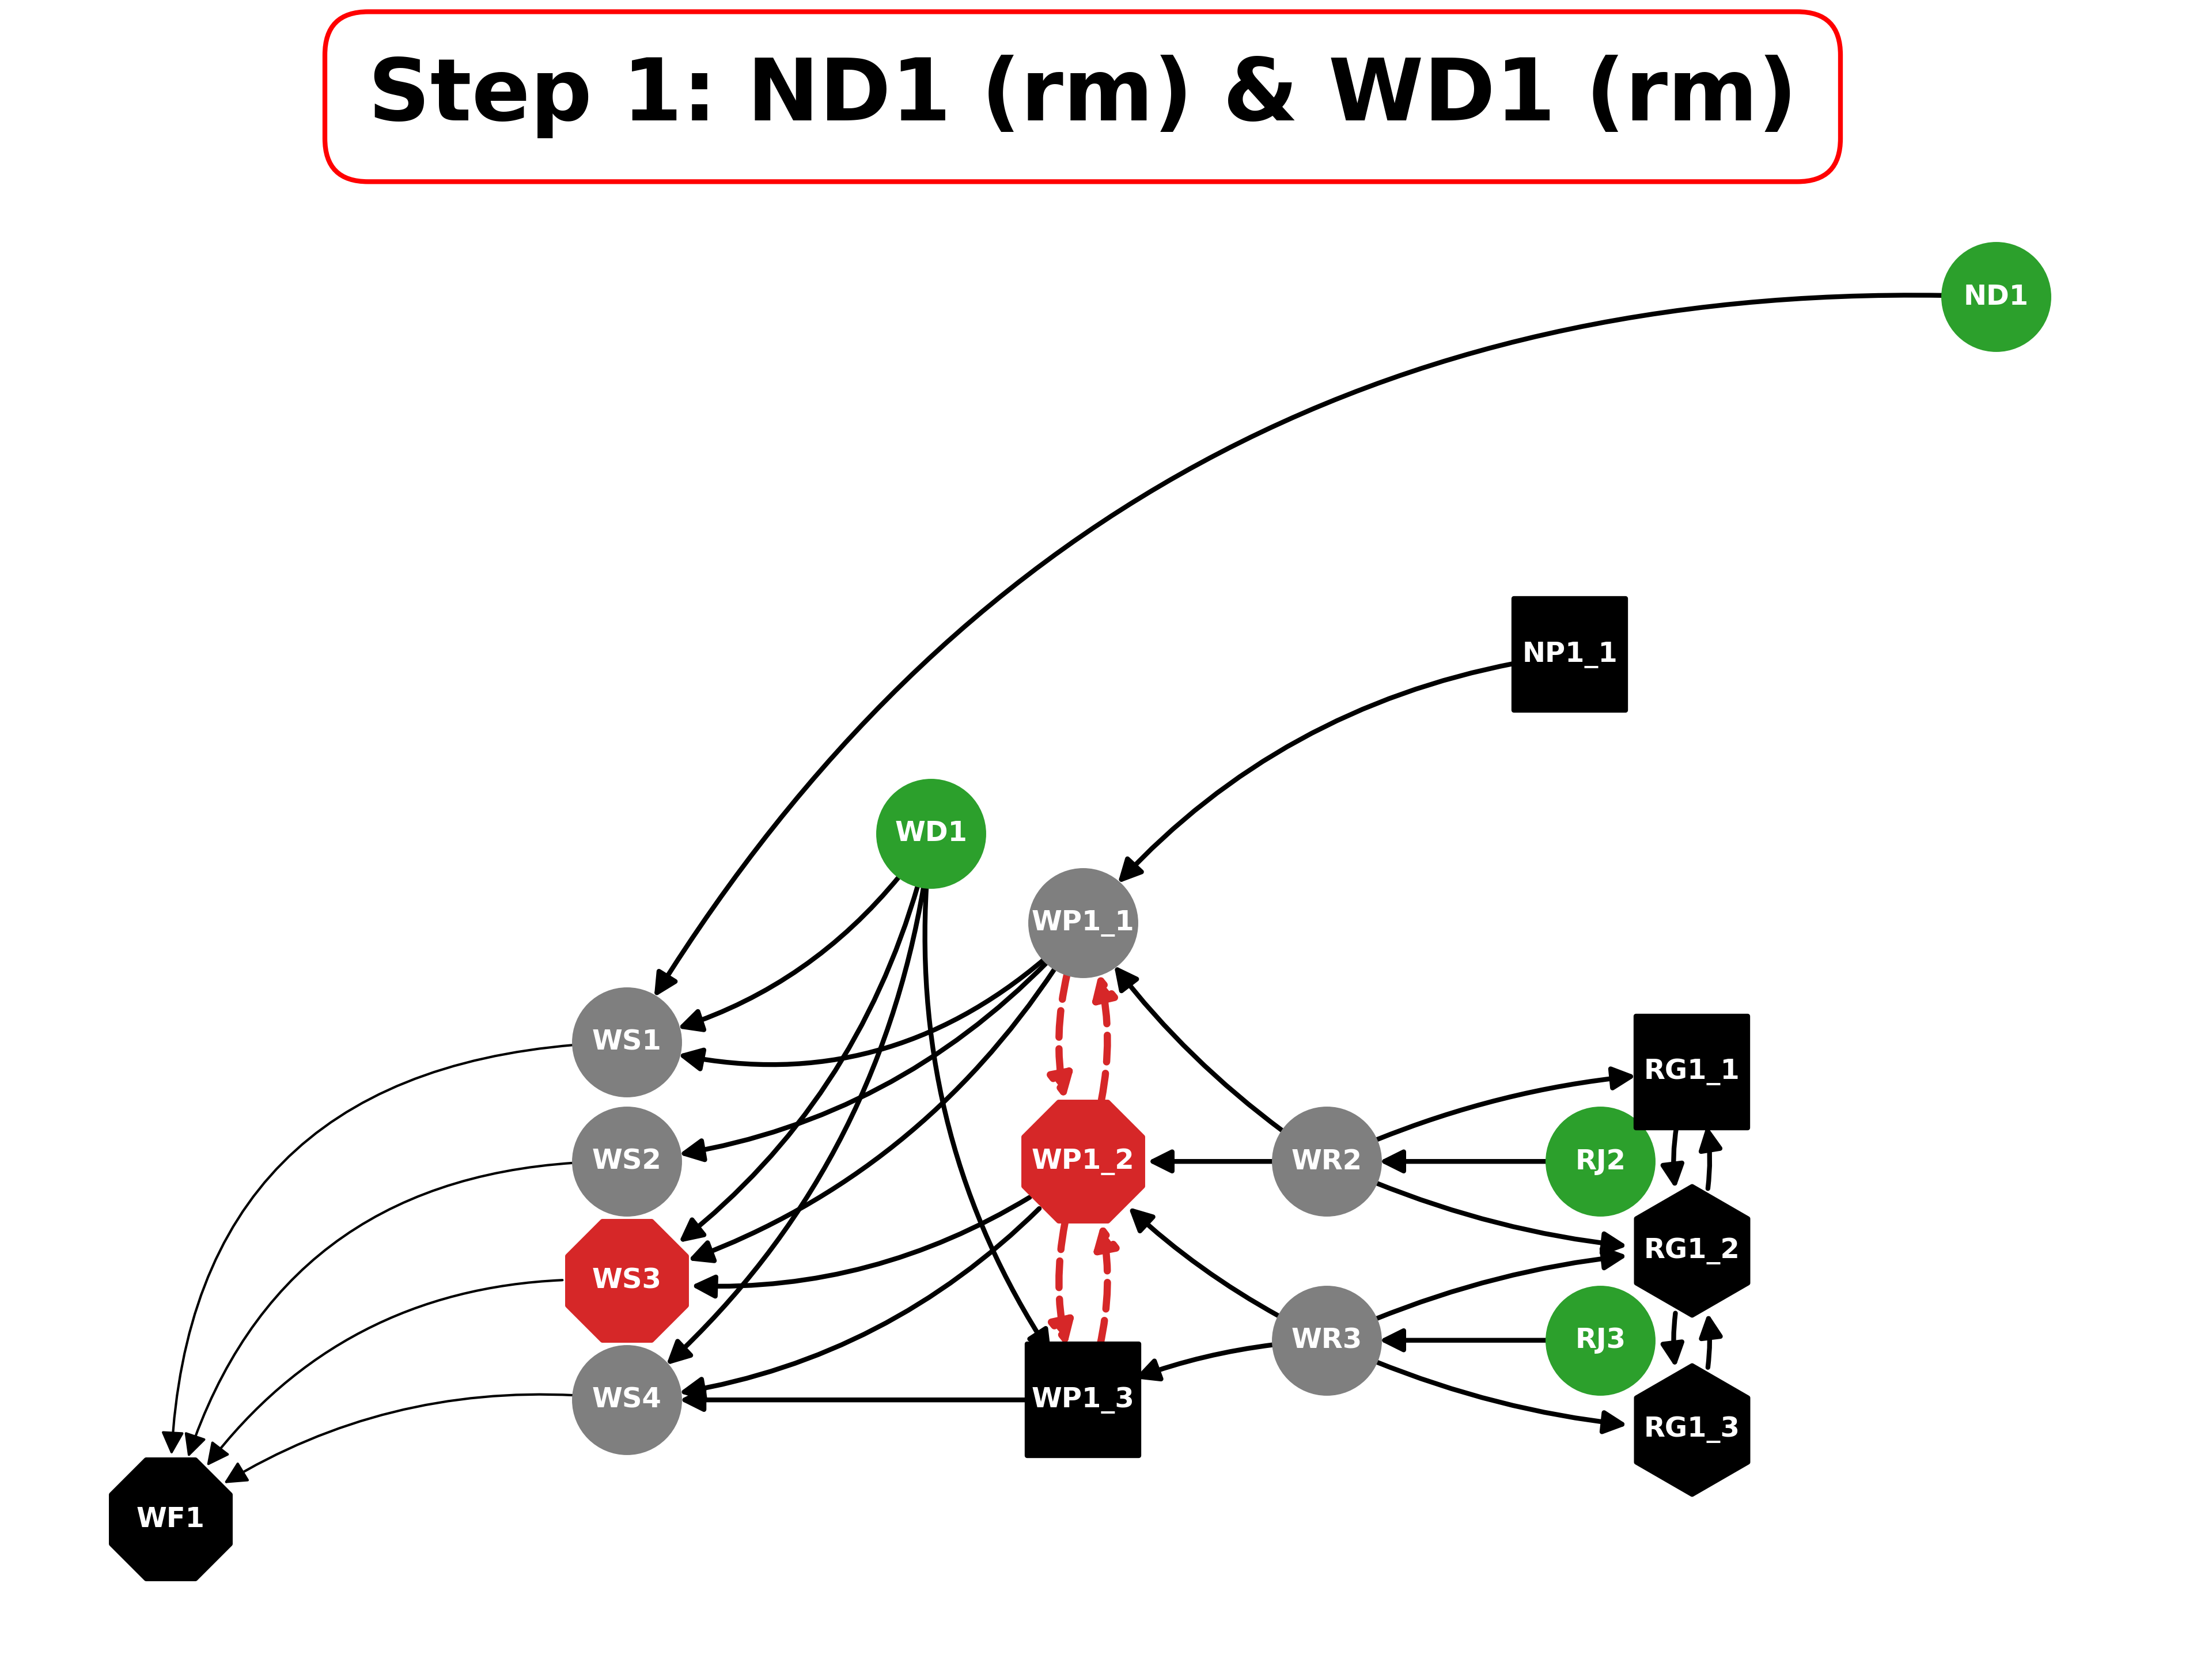 Step 1: ND1 (rm) & WD1 (rm)
ND1
NP1_1
WD1
WP1_1
WS1
RG1_1
WS2
WP1_2
WR2
RJ2
RG1_2
WS3
WR3
RJ3
WS4
WP1_3
RG1_3
WF1